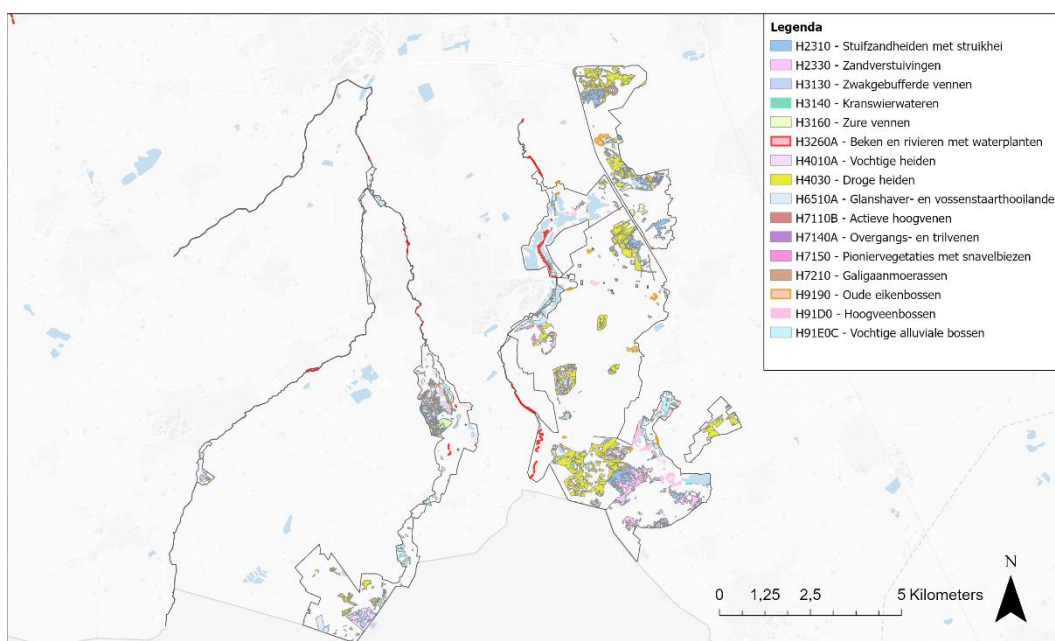 Legenda
H2310 - Stuifzandheiden met struikhei
H2330 - Zandverstuivingen
H3130 - Zwakgebufferde vennen
H3140 - Kranswierwateren
H3160 - Zure vennen
H3260A - Beken en rivieren met waterplanten
H4010A - Vochtige heiden
H4030 - Droge heiden
H6510A - Glanshaver- en vossenstaarthooilande
H7110B - Actieve hoogvenen
H7140A - Overgangs- en trilvenen
H7150 - Pioniervegetaties met snavelbiezen
H7210 - Galigaanmoerassen
H9190 - Oude eikenbossen
H91D0 - Hoogveenbossen
H91E0C - Vochtige alluviale bossen
N
0 1,25 2,5 5 Kilometers